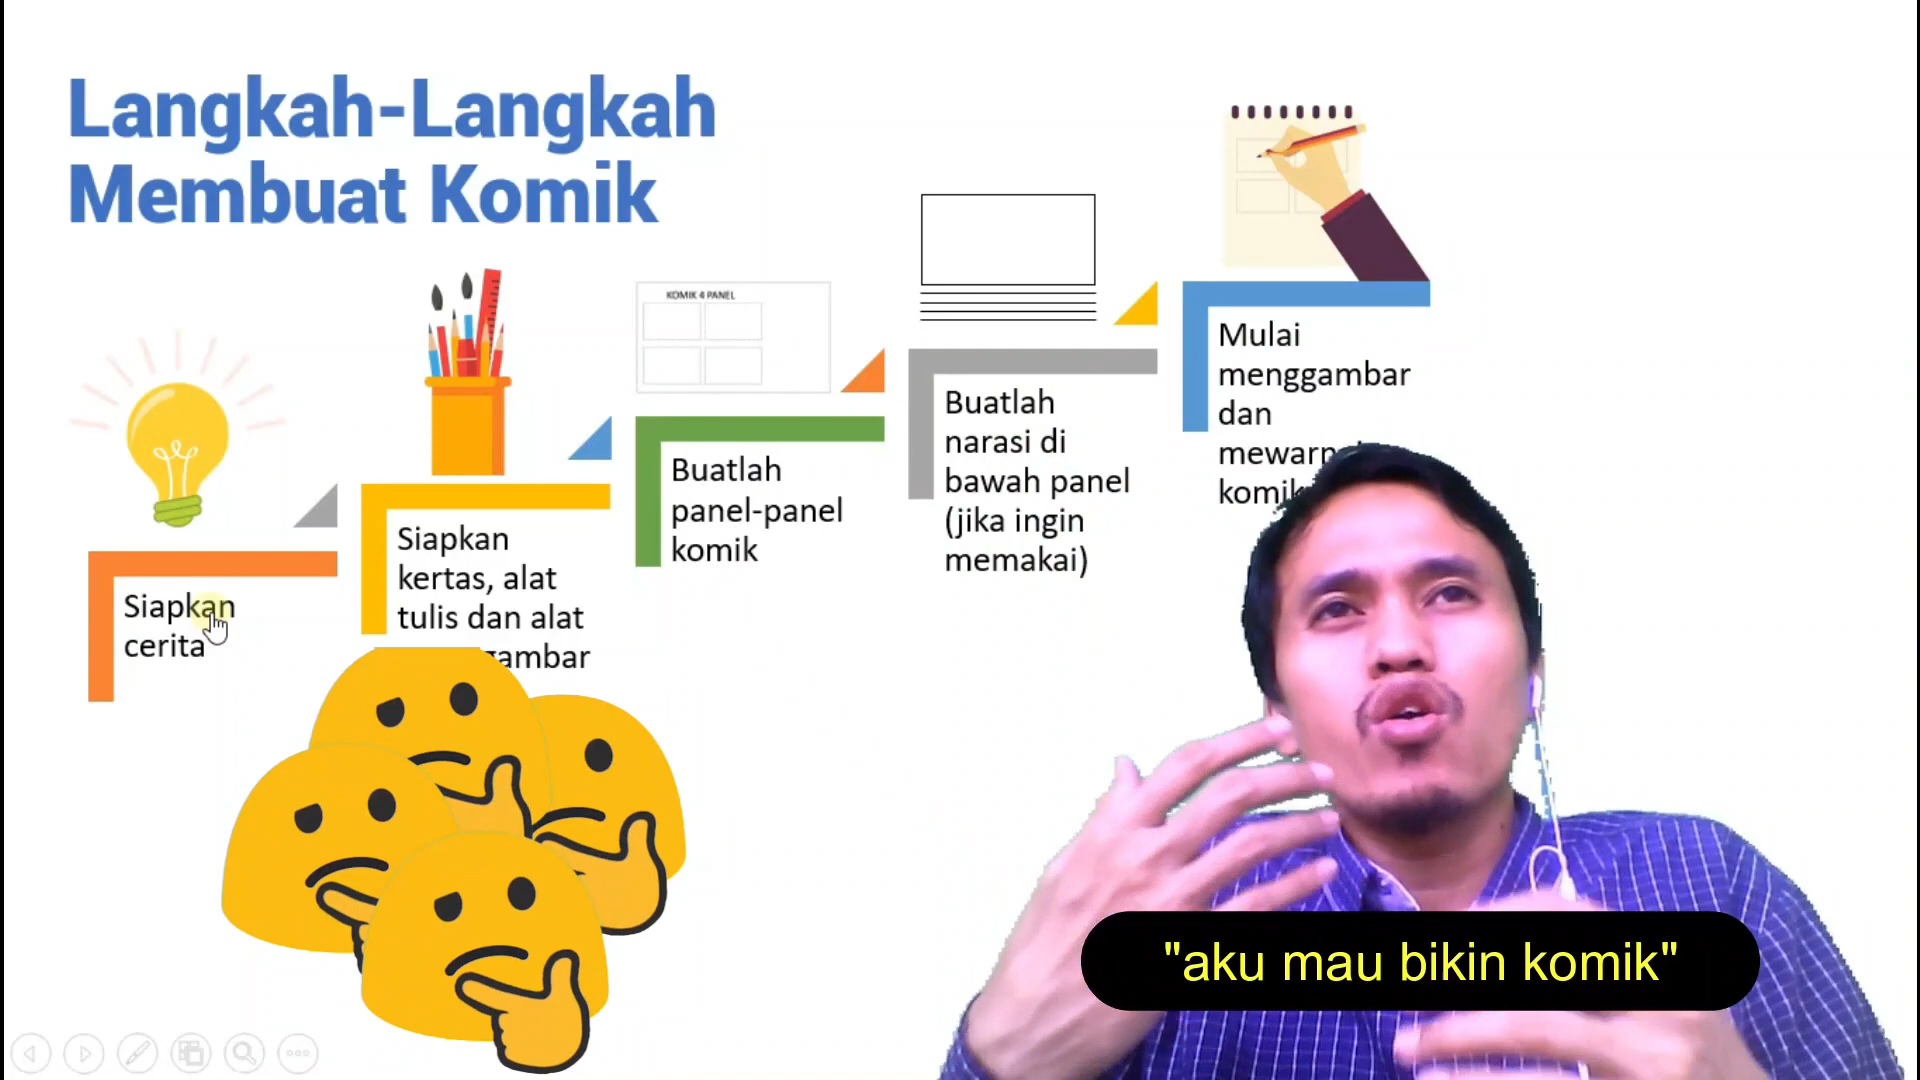 Langkah-Langkah
Membuat Komik
Siapkan
cerita
Siapkan
kertas, alat
tulis dan alat
KOMIK 4 PANEL
Buatlah
panel-panel
komik
Buatlah
narasi di
bawah panel
(jika ingin
memakai)
Mulai
menggambar
dan
komik
"aku mau bikin komik"